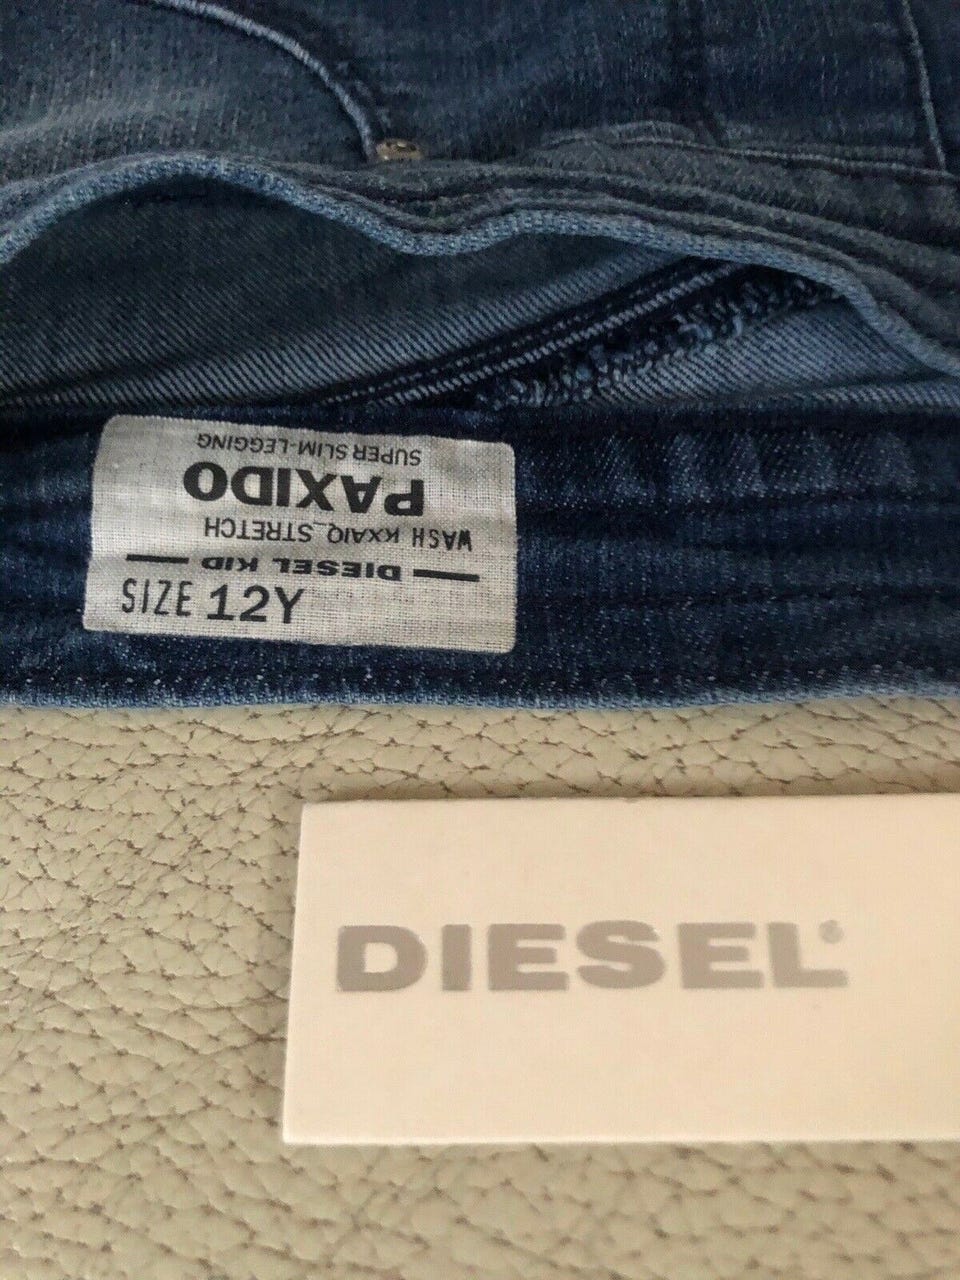 SUPER SLIM-LEGGING
PAXIDO
WASH KXAIQ_STRETCH
DIESEL KID
SIZE 12Y
DIESEL®